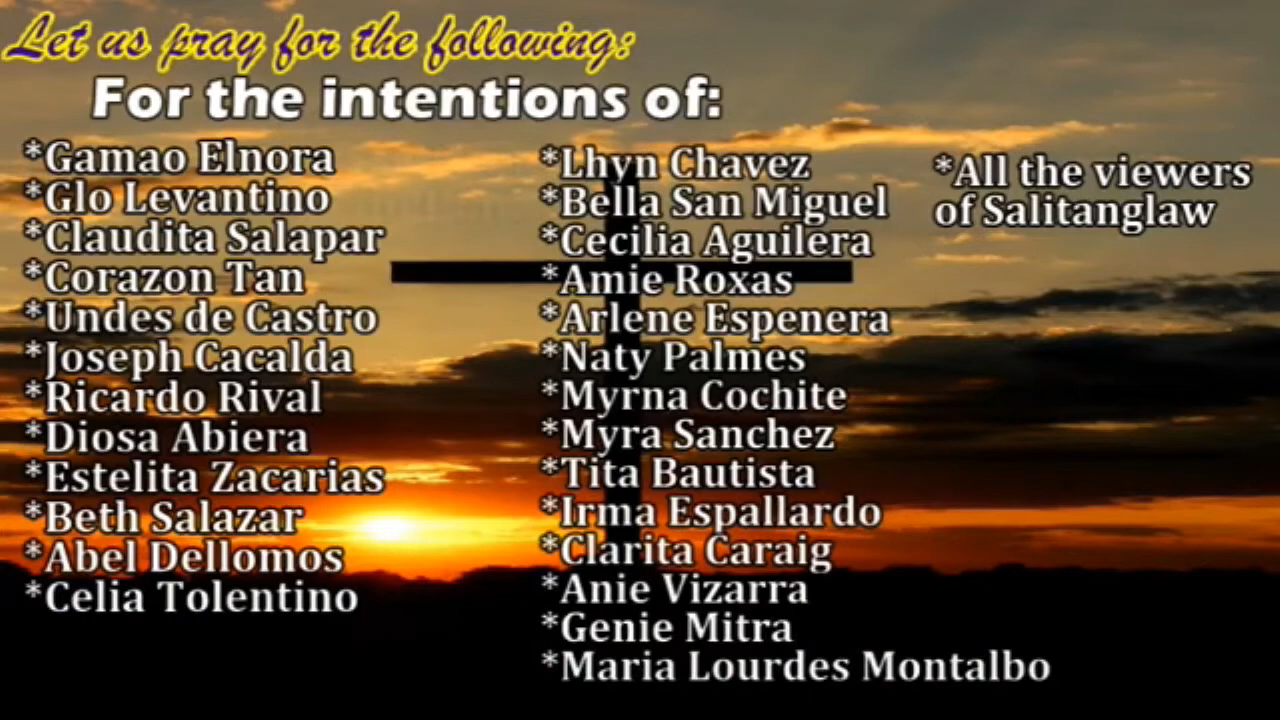 Let us pray for the following:
For the intentions of:
*Gamao Elnora
*Glo Levantino
*Claudita Salapar
*Corazon Tan
*Undes de Castro
*Joseph Cacalda
*Ricardo Rival
*Diosa Abiera
*Estelita Zacarias
*Beth Salazar
*Abel Dellomos
*Celia Tolentino
*Lhyn Chavez
*Bella San Miguel
*Cecilia Aguilera
*Amie Roxas
*Arlene Espenera
*Naty Palmes
*Myrna Cochite
*Myra Sanchez
*Tita Bautista
*Irma Espallardo
*Clarita Caraig
*Anie Vizarra
*Genie Mitra
*Maria Lourdes Montalbo
*All the viewers
of Salitanglaw